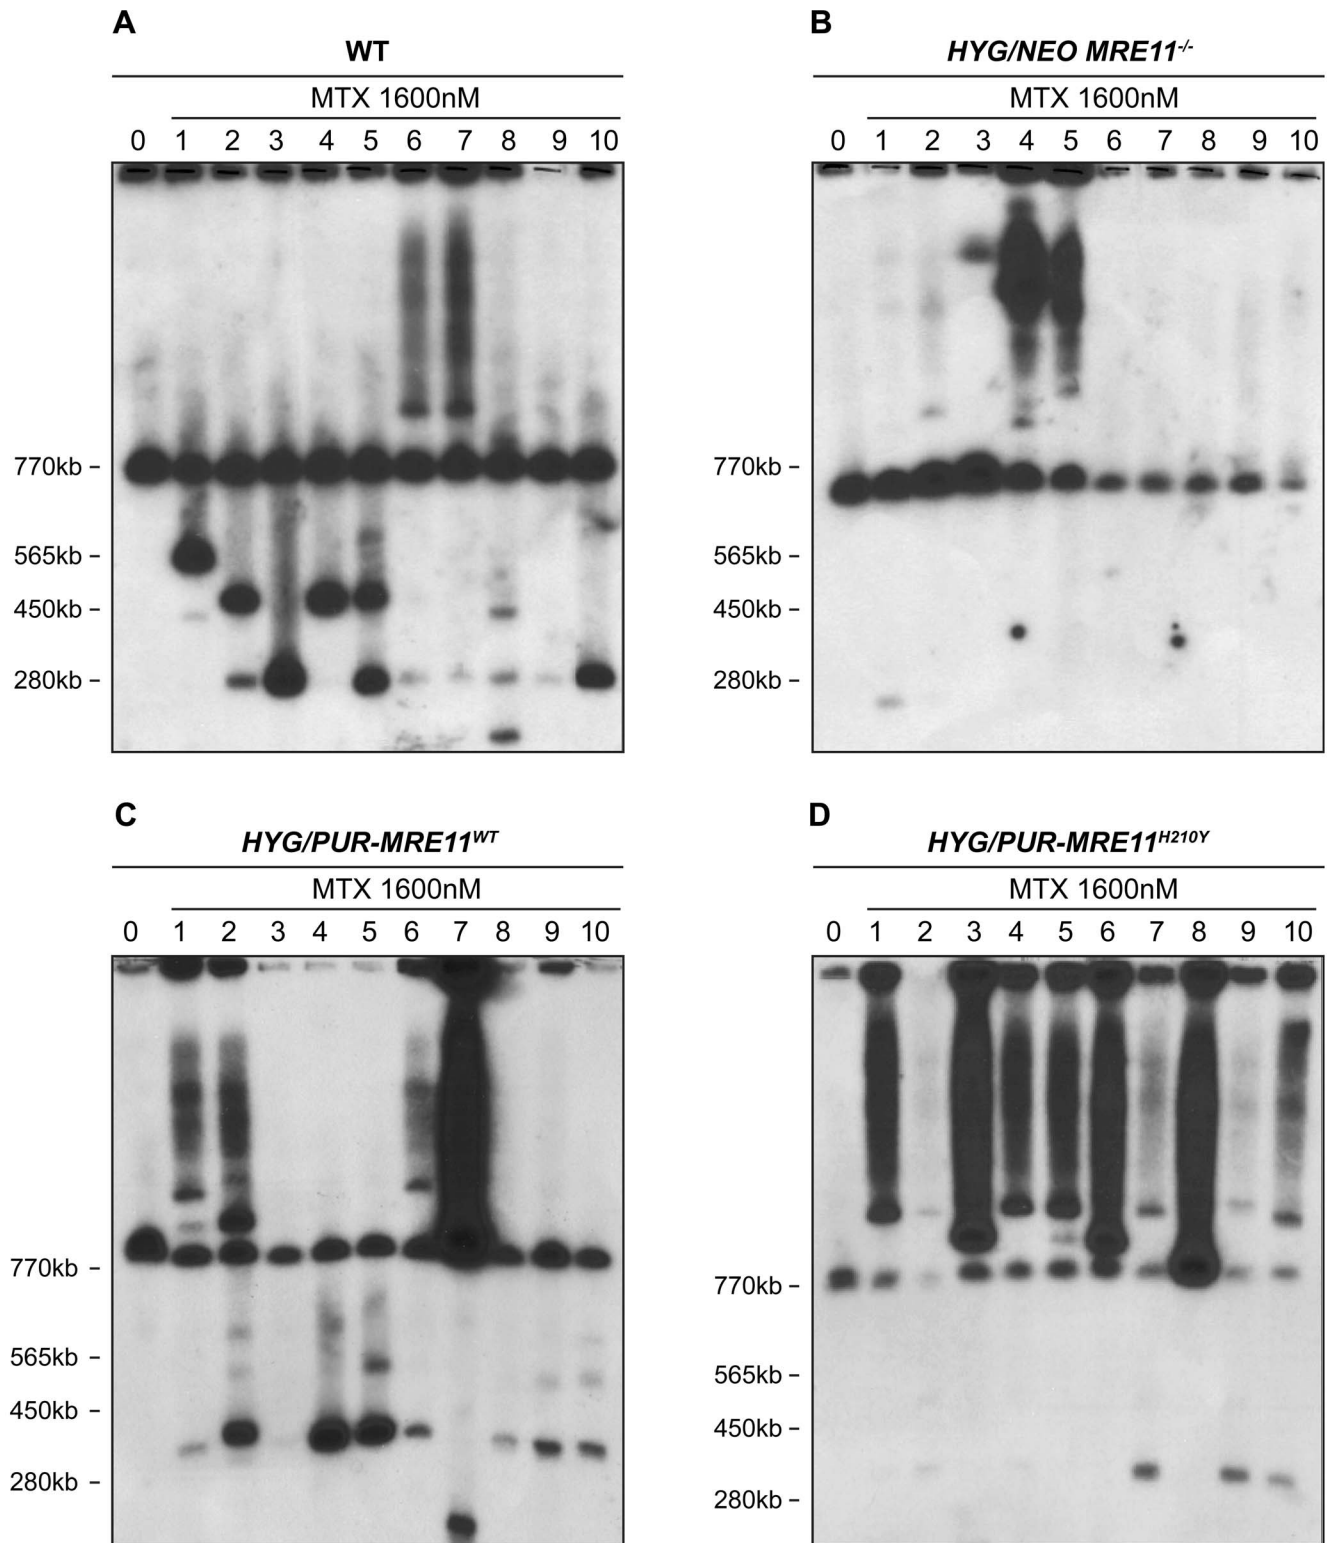 A
WT
MTX 1600nM
0 1 2 3 4 5 6 7 8 9 10
770kb
565kb
450kb
280kb
B
HYG/NEO MRE11-/-
MTX 1600nM
0 1 2 3 4 5 6 7 8 9 10
770kb
565kb
450kb
280kb
C
HYG/PUR-MRE11WT
MTX 1600nM
0 1 2 3 4 5 6 7 8 9 10
770kb
565kb
450kb
280kb
D
HYG/PUR-MRE11H210Y
MTX 1600nM
0 1 2 3 4 5 6 7 8 9 10
770kb
565kb
450kb
280kb